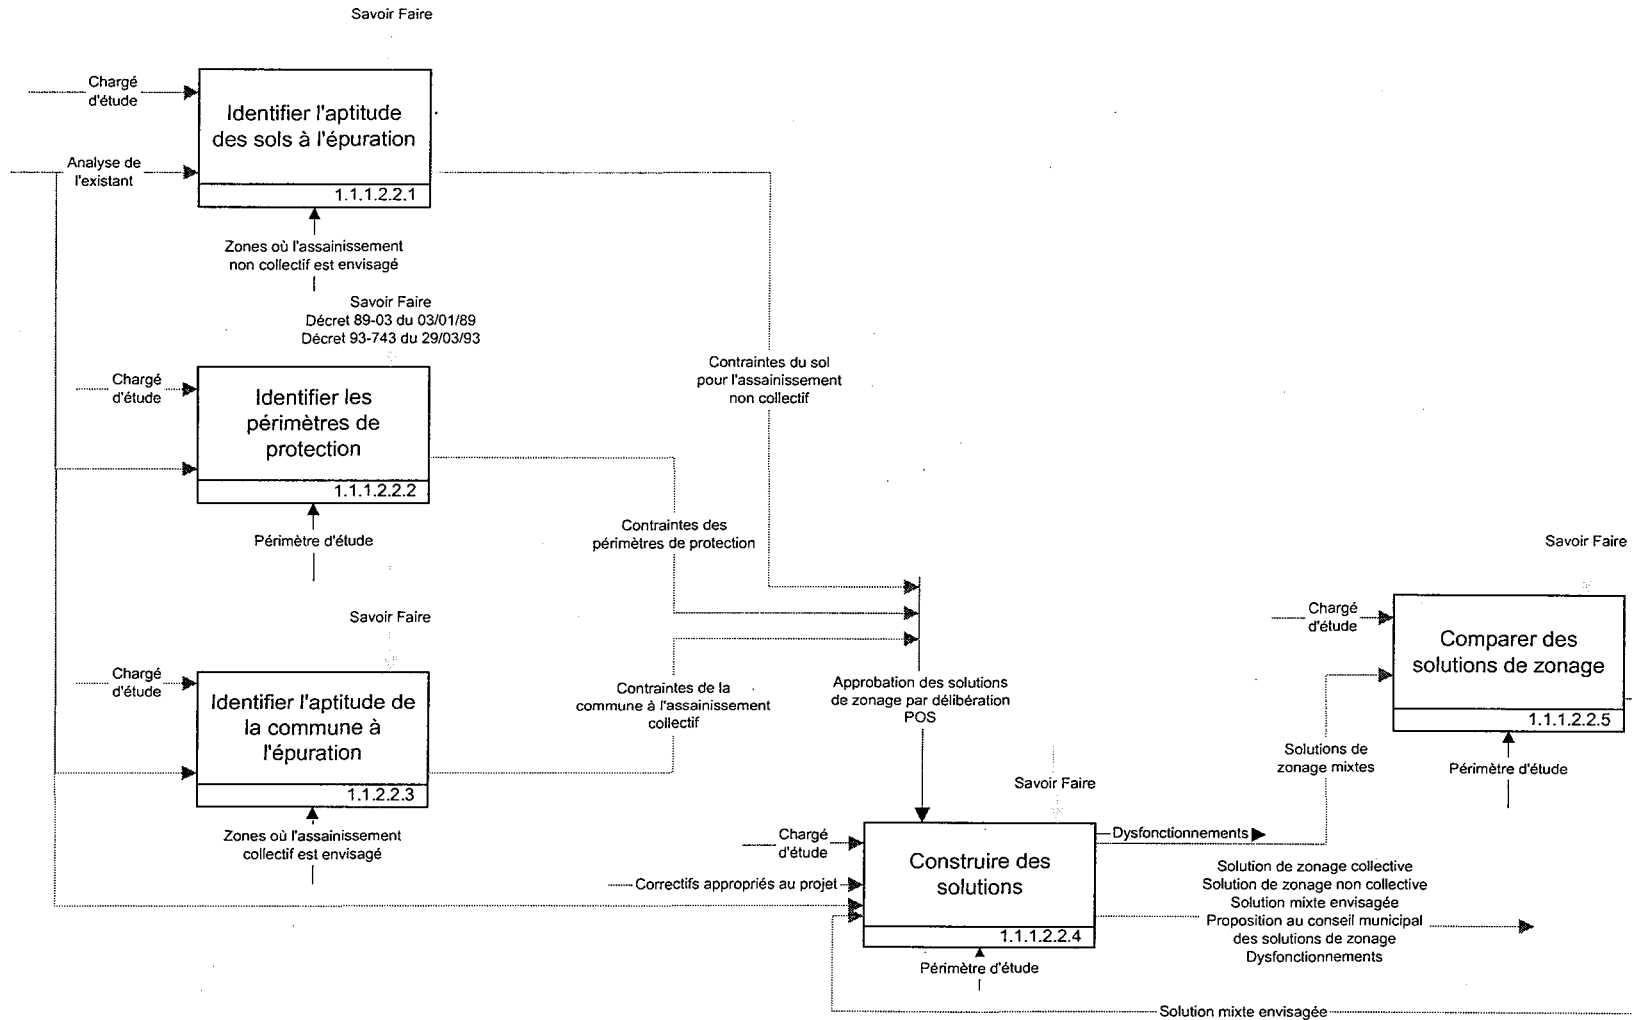 Savoir Faire
Chargé
d'étude
Identifier l'aptitude
des sols à l'épuration
Analyse de
l'existant
1.1.1.2.2.1
Zones où l'assainissement
non collectif est envisagé
Savoir Faire
Décret 89-03 du 03/01/89
Décret 93-743 du 29/03/93
Chargé
d'étude
Identifier les
périmètres de
protection
1.1.1.2.2.2
Périmètre d'étude
Contraintes du sol
pour l'assainissement
non collectif
Contraintes des
périmètres de protection
Savoir Faire
Chargé
d'étude
Identifier l'aptitude de
la commune à
l'épuration
1.1.2.2.3
Zones où l'assainissement
collectif est envisagé
Contraintes de la
commune à l'assainissement
collectif
Approbation des solutions
de zonage par délibération
POS
Savoir Faire
Chargé
d'étude
Comparer des
solutions de zonage
1.1.1.2.2.5
Périmètre d'étude
Solutions de
zonage mixtes
Savoir Faire
Chargé
d'étude
Construire des
solutions
Correctifs appropriés au projet
1.1.1.2.2.4
Périmètre d'étude
Dysfonctionnements
Solution de zonage collective
Solution de zonage non collective
Solution mixte envisagée
Proposition au conseil municipal
des solutions de zonage
Dysfonctionnements
Solution mixte envisagée